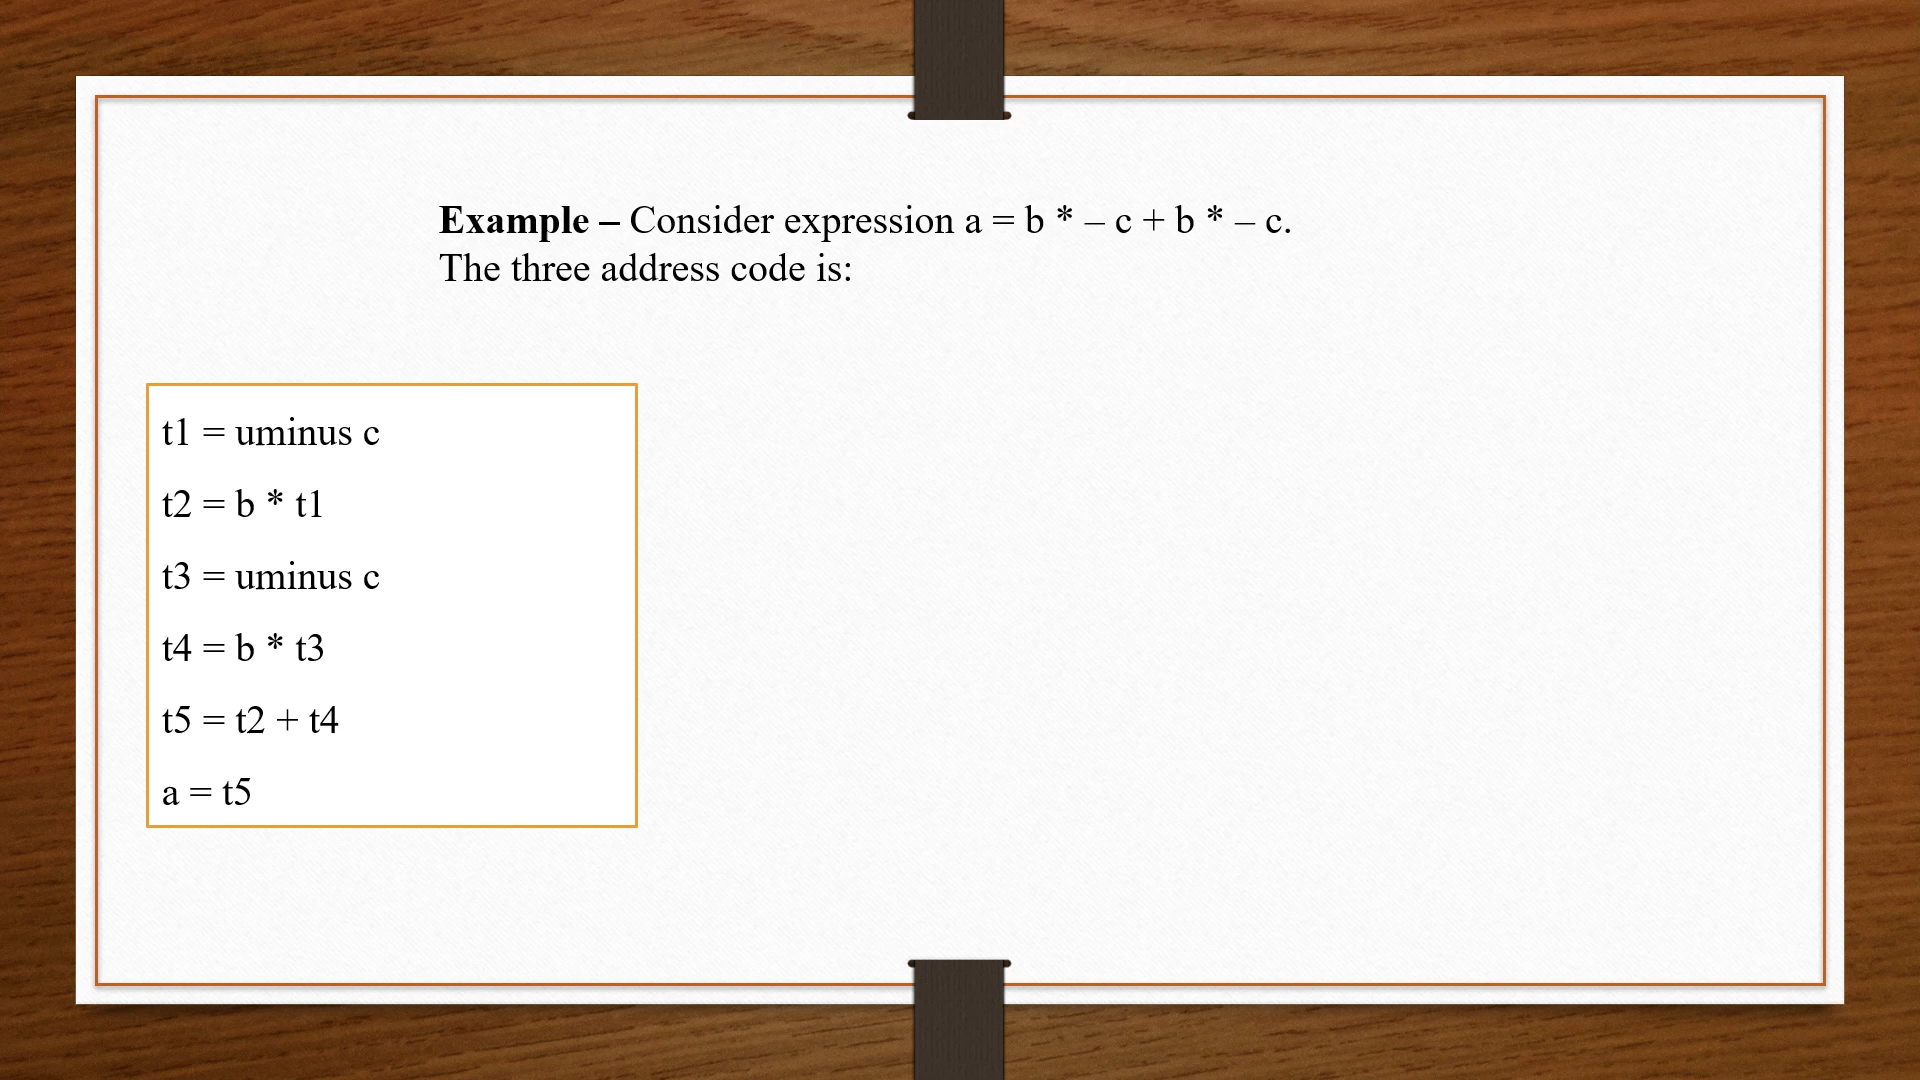 Example – Consider expression a = b * – c + b * – c.
The three address code is:
t1 = uminus c
t2 = b * t1
t3 = uminus c
t4 = b * t3
t5 = t2 + t4
a = t5